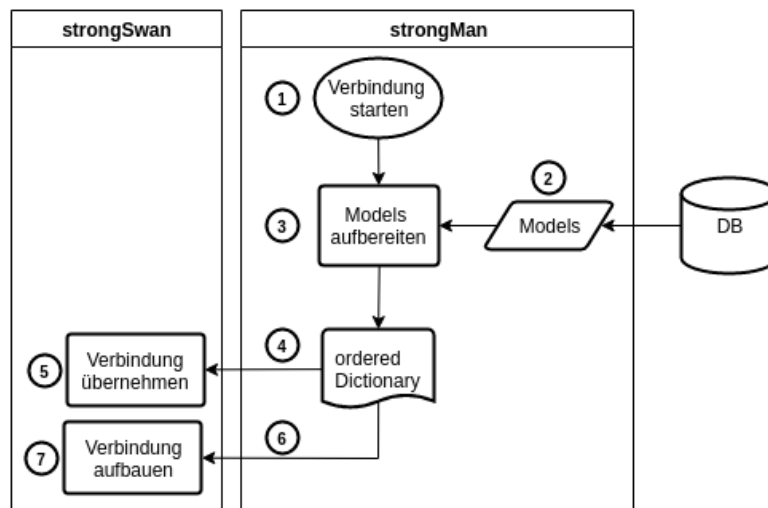 strongSwan
strongMan
1
Verbindung
starten
2
3
Models
aufbereiten
Models
DB
4
5
Verbindung
übernehmen
ordered
Dictionary
6
7
Verbindung
aufbauen